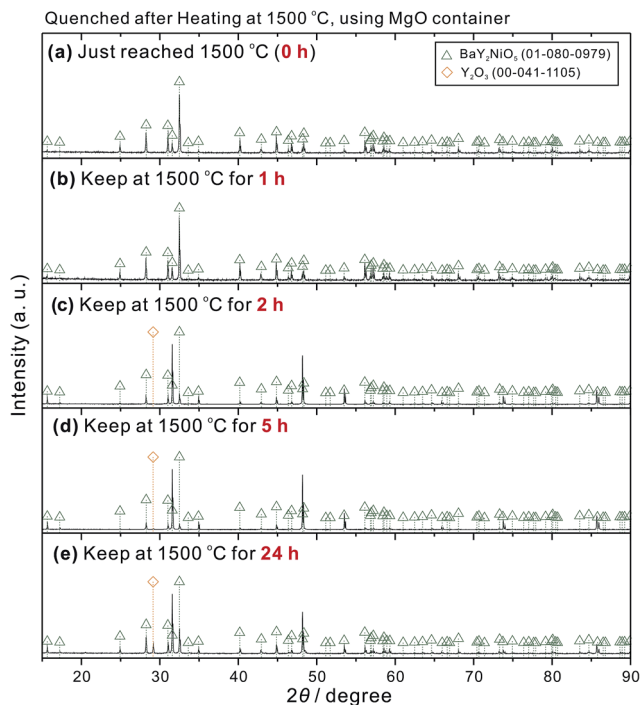 Quenched after Heating at 1500 °C, using MgO container
(a) Just reached 1500 °C (0 h)
BaY₂NiO₅ (01-080-0979)
Y₂O₃ (00-041-1105)
(b) Keep at 1500 °C for 1 h
(c) Keep at 1500 °C for 2 h
(d) Keep at 1500 °C for 5 h
(e) Keep at 1500 °C for 24 h
Intensity (a. u.)
20 30 40 50 60 70 80 90
2θ / degree